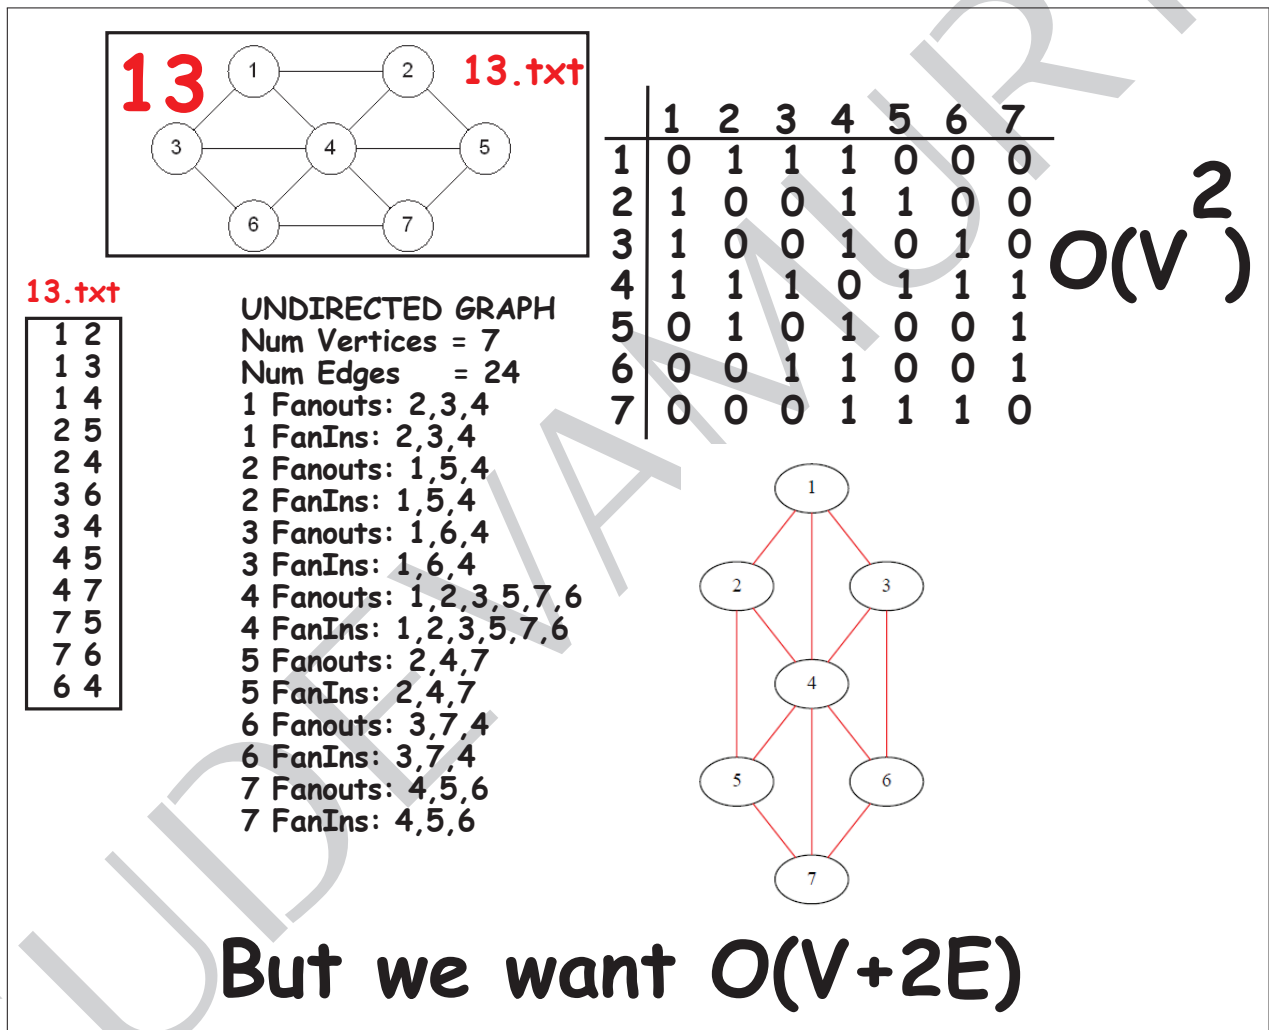 13
13.txt
1 2
3 4 5
6 7
1 2 3 4 5 6 7
1 0 1 1 1 0 0 0
2 1 0 0 1 1 0 0
3 1 0 0 1 0 1 0
4 1 1 1 0 1 1 1
5 0 1 0 1 0 0 1
6 0 0 1 1 0 0 1
7 0 0 0 1 1 1 0
O(V2)
13.txt
1 2
1 3
1 4
2 5
2 4
3 6
3 4
4 5
4 7
7 5
7 6
6 4
UNDIRECTED GRAPH
Num Vertices = 7
Num Edges = 24
1 Fanouts: 2,3,4
1 FanIns: 2,3,4
2 Fanouts: 1,5,4
2 FanIns: 1,5,4
3 Fanouts: 1,6,4
3 FanIns: 1,6,4
4 Fanouts: 1,2,3,5,7,6
4 FanIns: 1,2,3,5,7,6
5 Fanouts: 2,4,7
5 FanIns: 2,4,7
6 Fanouts: 3,7,4
6 FanIns: 3,7,4
7 Fanouts: 4,5,6
7 FanIns: 4,5,6
1
2 3
4
5 6
7
But we want O(V+2E)
UDEVAMUR